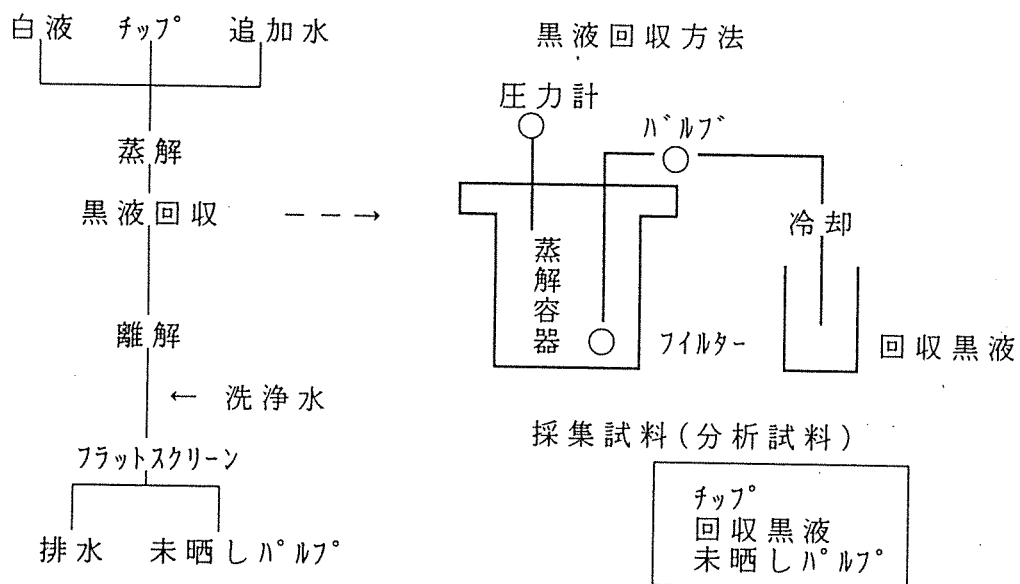 白液 チップ 追加水
蒸解
黒液回収
離解
← 洗浄水
フラットスクリーン
排水 未晒しパルプ
黒液回収方法
圧力計
バルブ
冷却
蒸解容器
フイルター
回収黒液
採集試料(分析試料)
チップ
回収黒液
未晒しパルプ